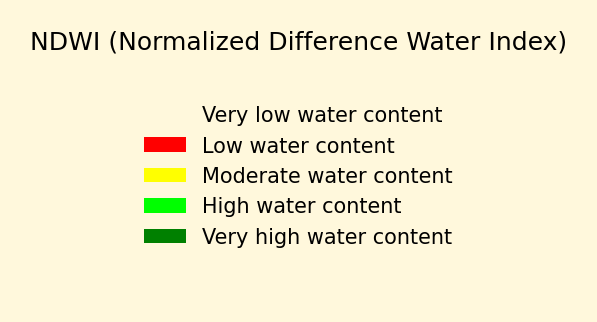 NDWI (Normalized Difference Water Index)
Very low water content
Low water content
Moderate water content
High water content
Very high water content